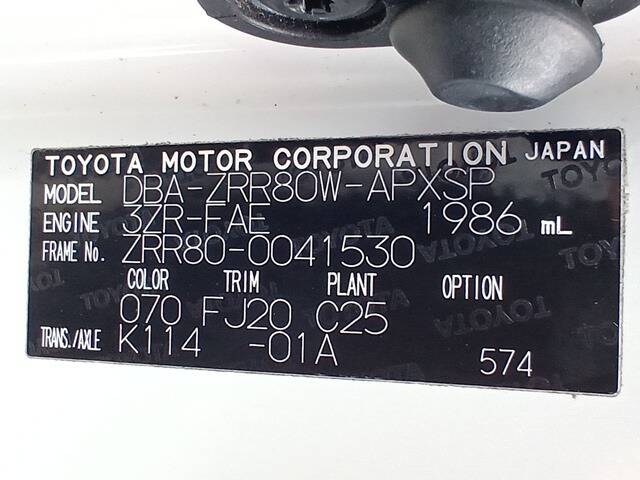 TOYOTA MOTOR CORPORATION JAPAN
MODEL DBA-ZRR80W-APXSP
ENGINE 3ZR-FAE 1986 mL
FRAME No. ZRR80-0041530
COLOR TRIM PLANT OPTION
070 FJ20 C25
TRANS./AXLE K114 -01A 574